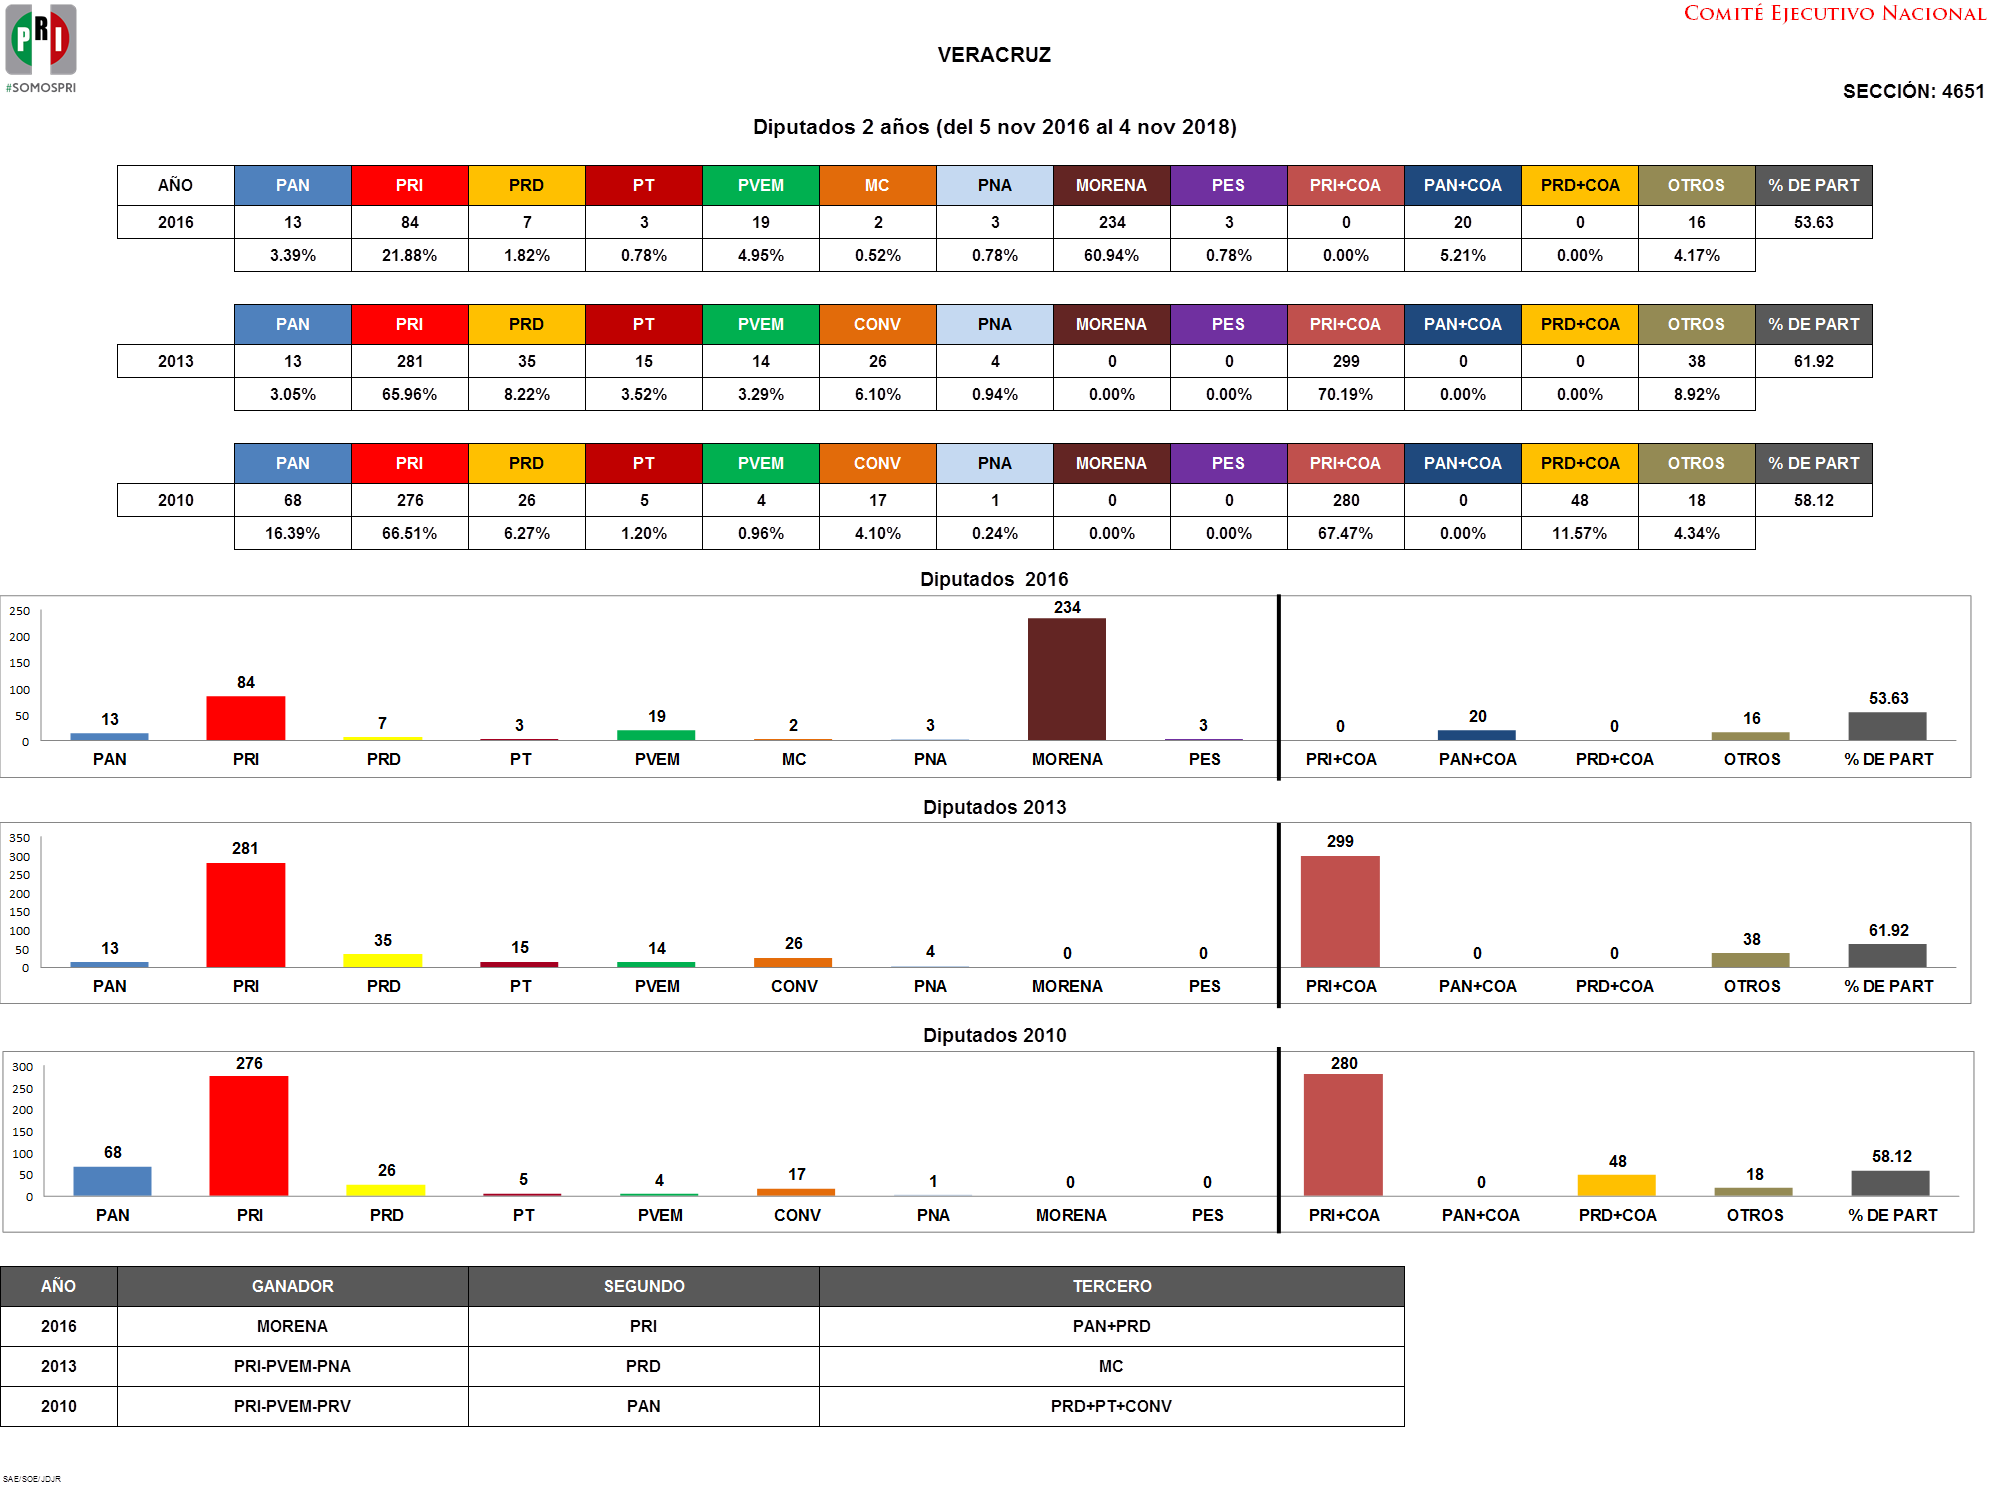 PRI
#SOMOSPRI
COMITÉ EJECUTIVO NACIONAL
VERACRUZ
SECCIÓN: 4651
Diputados 2 años (del 5 nov 2016 al 4 nov 2018)
AÑO PAN PRI PRD PT PVEM MC PNA MORENA PES PRI+COA PAN+COA PRD+COA OTROS % DE PART
2016 13 84 7 3 19 2 3 234 3 0 20 0 16 53.63
3.39% 21.88% 1.82% 0.78% 4.95% 0.52% 0.78% 60.94% 0.78% 0.00% 5.21% 0.00% 4.17%
PAN PRI PRD PT PVEM CONV PNA MORENA PES PRI+COA PAN+COA PRD+COA OTROS % DE PART
2013 13 281 35 15 14 26 4 0 0 299 0 0 38 61.92
3.05% 65.96% 8.22% 3.52% 3.29% 6.10% 0.94% 0.00% 0.00% 70.19% 0.00% 0.00% 8.92%
PAN PRI PRD PT PVEM CONV PNA MORENA PES PRI+COA PAN+COA PRD+COA OTROS % DE PART
2010 68 276 26 5 4 17 1 0 0 280 0 48 18 58.12
16.39% 66.51% 6.27% 1.20% 0.96% 4.10% 0.24% 0.00% 0.00% 67.47% 0.00% 11.57% 4.34%
Diputados 2016
250
200
150
100
50
0
13 84 7 3 19 2 3 234 3 0 20 0 16 53.63
PAN PRI PRD PT PVEM MC PNA MORENA PES PRI+COA PAN+COA PRD+COA OTROS % DE PART
Diputados 2013
350
300
250
200
150
100
50
0
13 281 35 15 14 26 4 0 0 299 0 0 38 61.92
PAN PRI PRD PT PVEM CONV PNA MORENA PES PRI+COA PAN+COA PRD+COA OTROS % DE PART
Diputados 2010
300
250
200
150
100
50
0
68 276 26 5 4 17 1 0 0 280 0 48 18 58.12
PAN PRI PRD PT PVEM CONV PNA MORENA PES PRI+COA PAN+COA PRD+COA OTROS % DE PART
AÑO GANADOR SEGUNDO TERCERO
2016 MORENA PRI PAN+PRD
2013 PRI-PVEM-PNA PRD MC
2010 PRI-PVEM-PRV PAN PRD+PT+CONV
SAE/SOE/JDJR